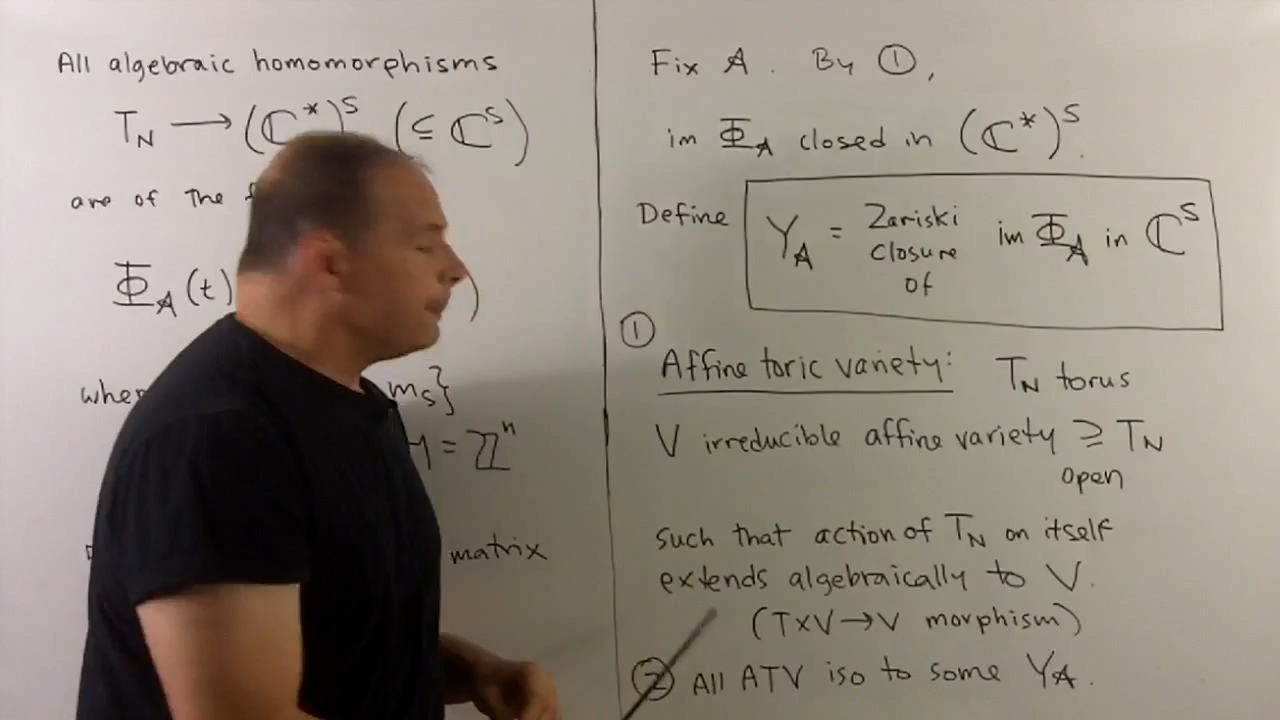 All algebraic homomorphisms
T_N → (ℂ*)^S (⊆ ℂ^S)
are of the
Φ_A(t) )
where m_s}
M = ℤ^n
matrix
Fix A. By ①,
im Φ_A closed in (ℂ*)^S.
Define Y_A = Zariski closure of im Φ_A in ℂ^S
①
Affine toric variety: T_N torus
V irreducible affine variety ⊇ T_N
open
such that action of T_N on itself
extends algebraically to V.
(T×V→V morphism)
② All ATV iso to some Y_A.